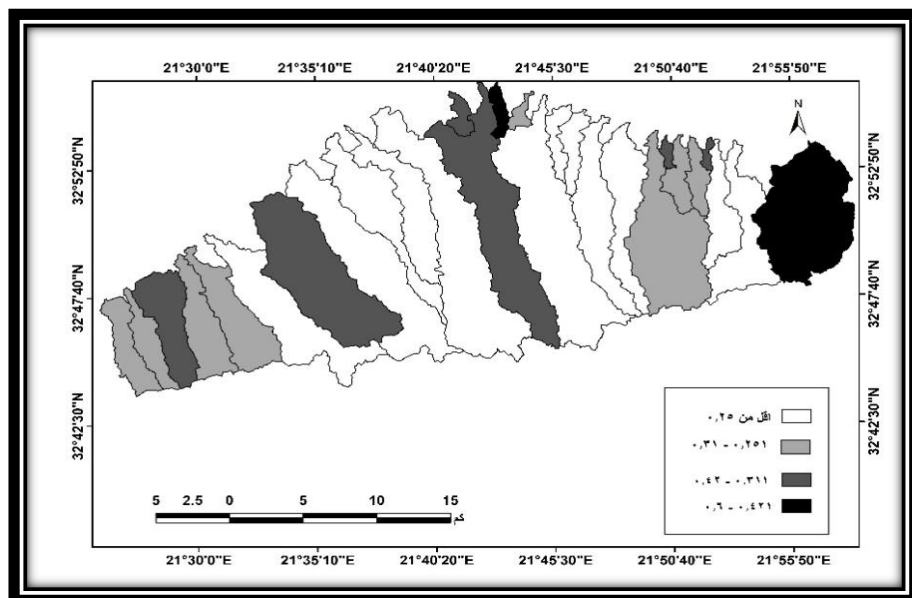 21°30'0"E 21°35'10"E 21°40'20"E 21°45'30"E 21°50'40"E 21°55'50"E
N
32°52'50"N 32°52'50"N
32°47'40"N 32°47'40"N
32°42'30"N 32°42'30"N
اقل من ٠,٢٥
٠,٢٥١ - ٠,٣١
٠,٣١١ - ٠,٤٢
٠,٤٢١ - ٠,٦
5 2.5 0 5 10 15
كم
21°30'0"E 21°35'10"E 21°40'20"E 21°45'30"E 21°50'40"E 21°55'50"E